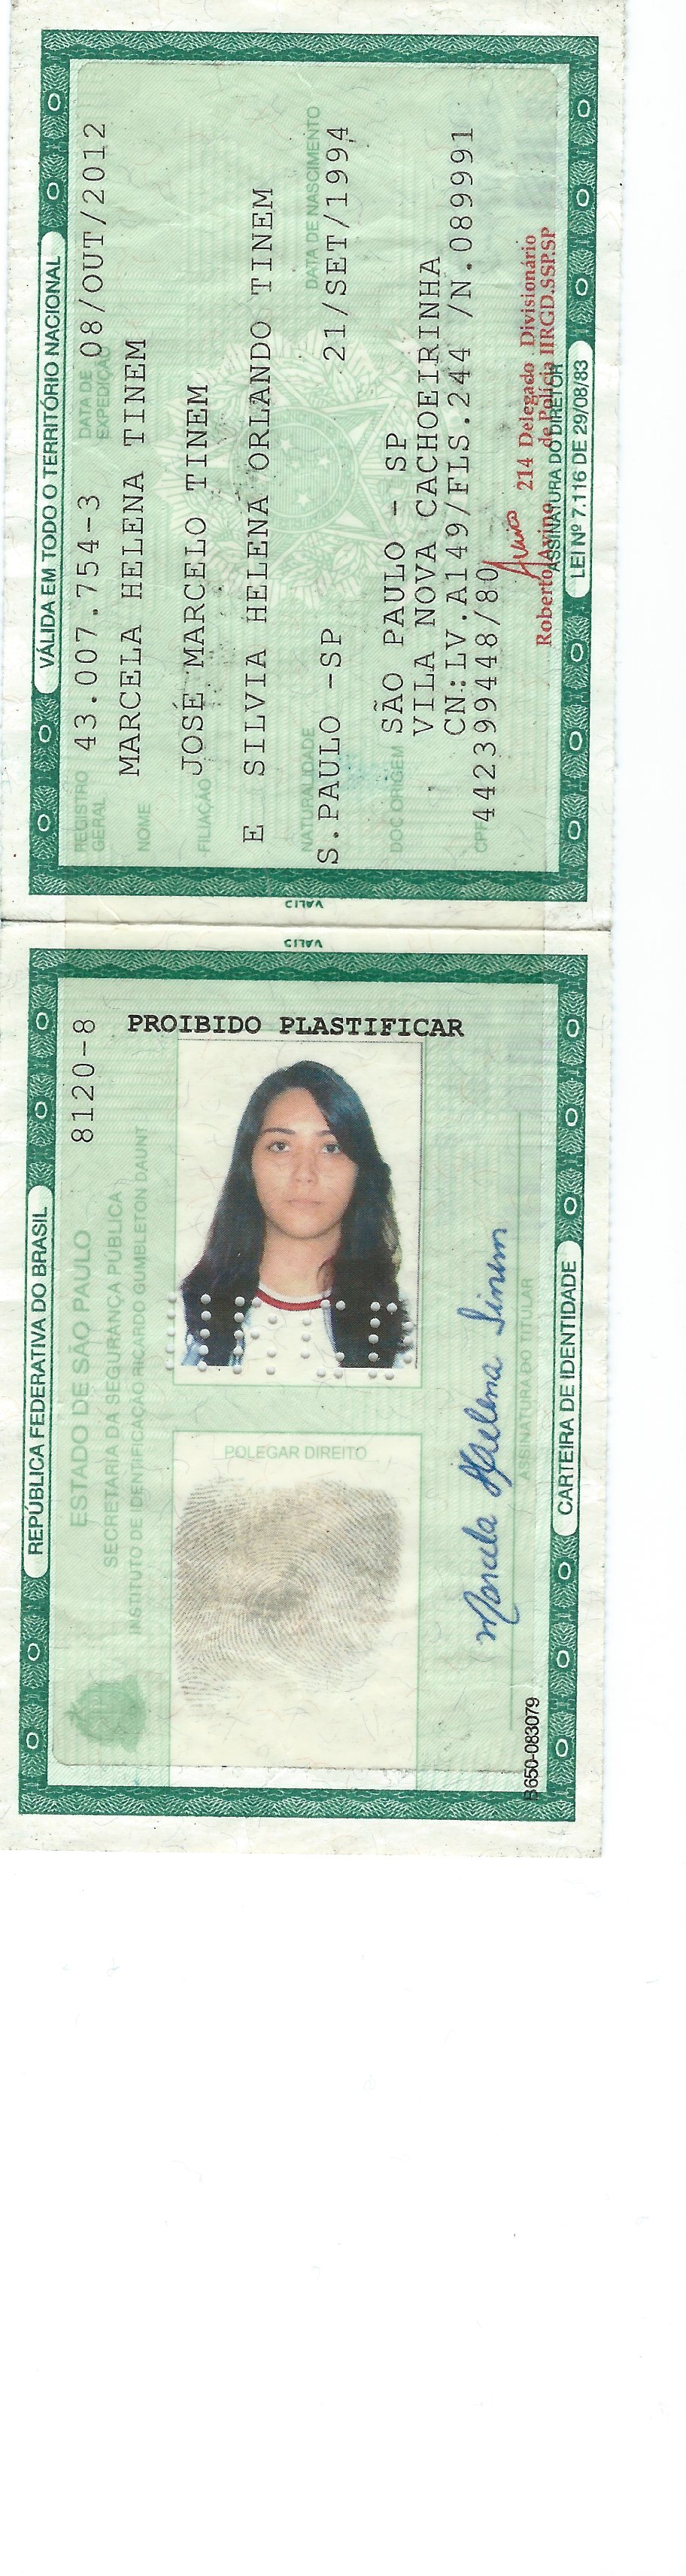 VÁLIDA EM TODO O TERRITÓRIO NACIONAL
REGISTRO GERAL 43.007.754-3 DATA DE EXPEDIÇÃO 08/OUT/2012
NOME MARCELA HELENA TINEM
FILIAÇÃO JOSÉ MARCELO TINEM
E SILVIA HELENA ORLANDO TINEM
NATURALIDADE S.PAULO -SP DATA DE NASCIMENTO 21/SET/1994
DOC ORIGEM SÃO PAULO - SP
VILA NOVA CACHOEIRINHA
CN:LV.A149/FLS.244 /N.089991
CPF 442399448/80
214 Delegado Divisionário
Roberto Avino de Polícia IIRGD.SSP.SP
ASSINATURA DO DIRETOR
LEI Nº 7.116 DE 29/08/83
VALID
VALID
REPÚBLICA FEDERATIVA DO BRASIL
ESTADO DE SÃO PAULO 8120-8
SECRETARIA DA SEGURANÇA PÚBLICA
INSTITUTO DE IDENTIFICAÇÃO RICARDO GUMBLETON DAUNT
PROIBIDO PLASTIFICAR
POLEGAR DIREITO
Marcela Helena Tinem
ASSINATURA DO TITULAR
B650-083079
CARTEIRA DE IDENTIDADE